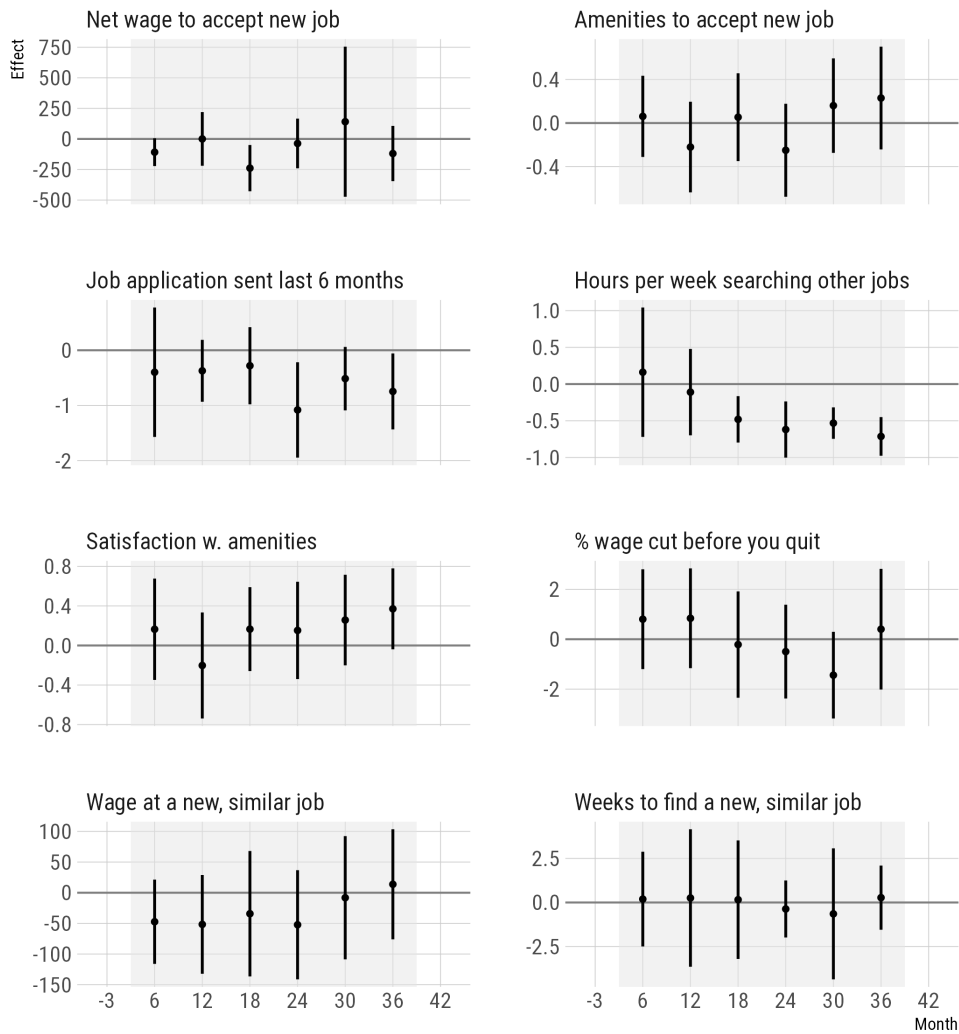 Net wage to accept new job
Amenities to accept new job
Effect
750
500
250
0
-250
-500
0.4
0.0
-0.4
Job application sent last 6 months
Hours per week searching other jobs
0
-1
-2
1.0
0.5
0.0
-0.5
-1.0
Satisfaction w. amenities
% wage cut before you quit
0.8
0.4
0.0
-0.4
-0.8
2
0
-2
Wage at a new, similar job
Weeks to find a new, similar job
100
50
0
-50
-100
-150
2.5
0.0
-2.5
-3 6 12 18 24 30 36 42
-3 6 12 18 24 30 36 42
Month